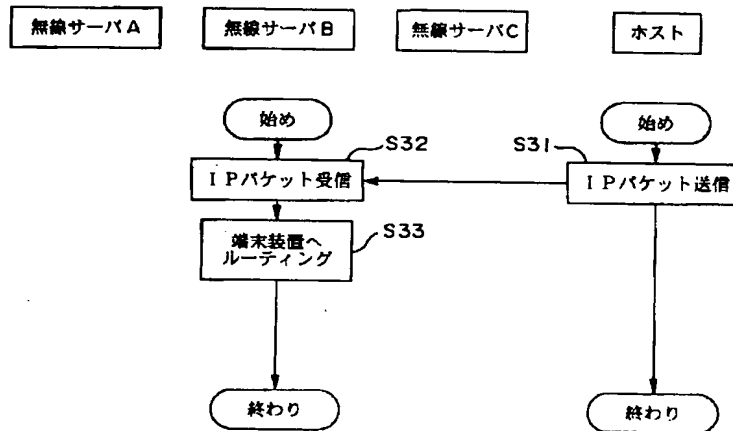 無線サーバA 無線サーバB 無線サーバC ホスト
始め 始め
S32 S31
IPパケット受信 IPパケット送信
端末装置へ S33
ルーティング
終わり 終わり